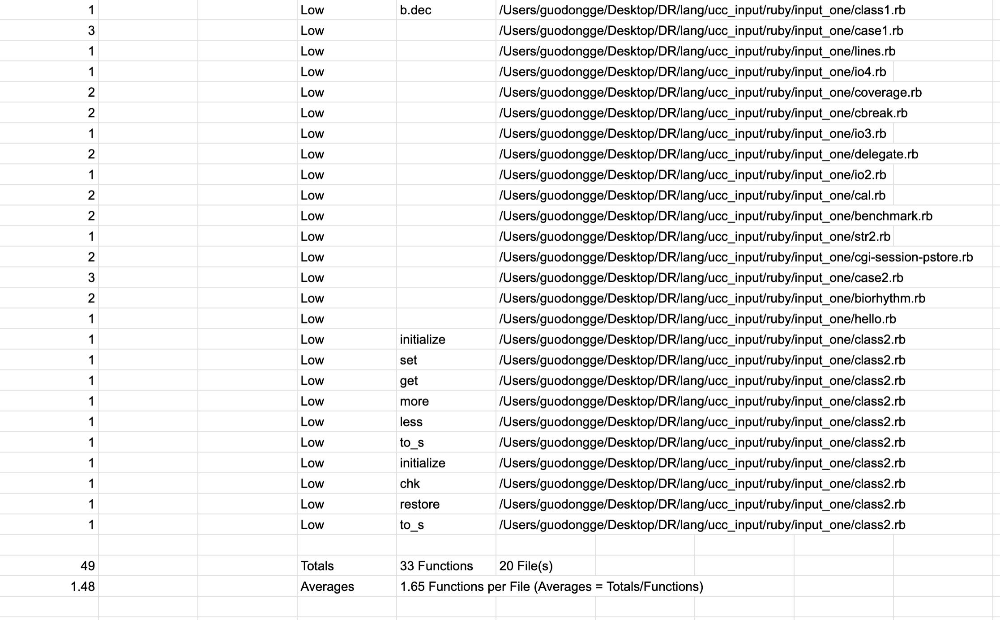 1 Low b.dec /Users/guodongge/Desktop/DR/lang/ucc_input/ruby/input_one/class1.rb
3 Low /Users/guodongge/Desktop/DR/lang/ucc_input/ruby/input_one/case1.rb
1 Low /Users/guodongge/Desktop/DR/lang/ucc_input/ruby/input_one/lines.rb
1 Low /Users/guodongge/Desktop/DR/lang/ucc_input/ruby/input_one/io4.rb
2 Low /Users/guodongge/Desktop/DR/lang/ucc_input/ruby/input_one/coverage.rb
2 Low /Users/guodongge/Desktop/DR/lang/ucc_input/ruby/input_one/cbreak.rb
1 Low /Users/guodongge/Desktop/DR/lang/ucc_input/ruby/input_one/io3.rb
2 Low /Users/guodongge/Desktop/DR/lang/ucc_input/ruby/input_one/delegate.rb
1 Low /Users/guodongge/Desktop/DR/lang/ucc_input/ruby/input_one/io2.rb
2 Low /Users/guodongge/Desktop/DR/lang/ucc_input/ruby/input_one/cal.rb
2 Low /Users/guodongge/Desktop/DR/lang/ucc_input/ruby/input_one/benchmark.rb
1 Low /Users/guodongge/Desktop/DR/lang/ucc_input/ruby/input_one/str2.rb
2 Low /Users/guodongge/Desktop/DR/lang/ucc_input/ruby/input_one/cgi-session-pstore.rb
3 Low /Users/guodongge/Desktop/DR/lang/ucc_input/ruby/input_one/case2.rb
2 Low /Users/guodongge/Desktop/DR/lang/ucc_input/ruby/input_one/biorhythm.rb
1 Low /Users/guodongge/Desktop/DR/lang/ucc_input/ruby/input_one/hello.rb
1 Low initialize /Users/guodongge/Desktop/DR/lang/ucc_input/ruby/input_one/class2.rb
1 Low set /Users/guodongge/Desktop/DR/lang/ucc_input/ruby/input_one/class2.rb
1 Low get /Users/guodongge/Desktop/DR/lang/ucc_input/ruby/input_one/class2.rb
1 Low more /Users/guodongge/Desktop/DR/lang/ucc_input/ruby/input_one/class2.rb
1 Low less /Users/guodongge/Desktop/DR/lang/ucc_input/ruby/input_one/class2.rb
1 Low to_s /Users/guodongge/Desktop/DR/lang/ucc_input/ruby/input_one/class2.rb
1 Low initialize /Users/guodongge/Desktop/DR/lang/ucc_input/ruby/input_one/class2.rb
1 Low chk /Users/guodongge/Desktop/DR/lang/ucc_input/ruby/input_one/class2.rb
1 Low restore /Users/guodongge/Desktop/DR/lang/ucc_input/ruby/input_one/class2.rb
1 Low to_s /Users/guodongge/Desktop/DR/lang/ucc_input/ruby/input_one/class2.rb
49 Totals 33 Functions 20 File(s)
1.48 Averages 1.65 Functions per File (Averages = Totals/Functions)